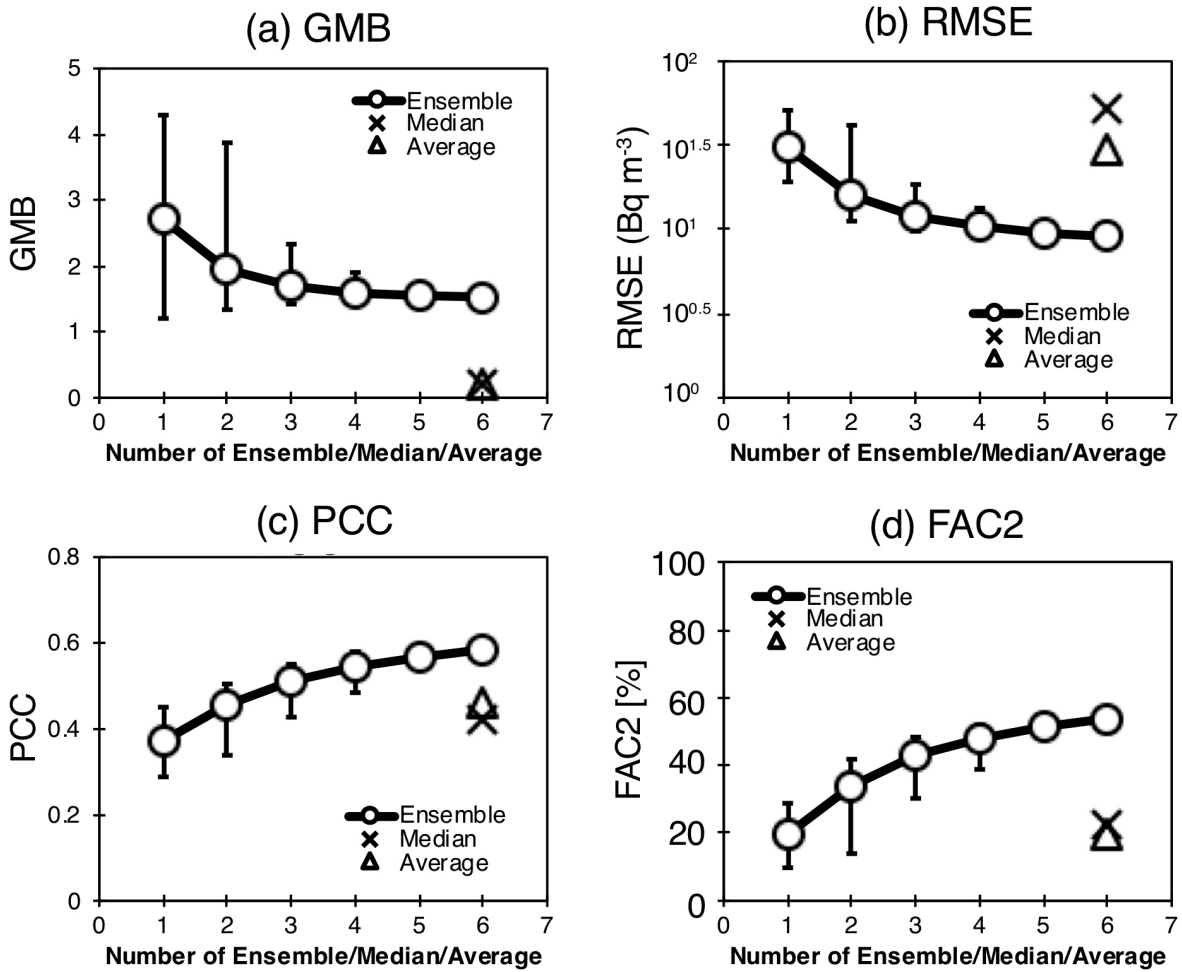 (a) GMB
GMB
5
4
3
2
1
0
Ensemble
Median
Average
0 1 2 3 4 5 6 7
Number of Ensemble/Median/Average
(b) RMSE
RMSE (Bq m⁻³)
10²
10¹·⁵
10¹
10⁰·⁵
10⁰
Ensemble
Median
Average
0 1 2 3 4 5 6 7
Number of Ensemble/Median/Average
(c) PCC
PCC
0.8
0.6
0.4
0.2
0
Ensemble
Median
Average
0 1 2 3 4 5 6 7
Number of Ensemble/Median/Average
(d) FAC2
FAC2 [%]
100
80
60
40
20
0
Ensemble
Median
Average
0 1 2 3 4 5 6 7
Number of Ensemble/Median/Average